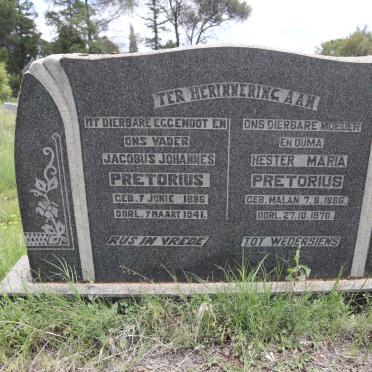 TER HERINNERING AAN
MY DIERBARE EGGENOOT EN
ONS VADER
JACOBUS JOHANNES
PRETORIUS
GEB. 7 JUNIE 1886
OORL. 7 MAART 1941.
RUS IN VREDE
ONS DIERBARE MOEDER
EN OUMA
HESTER MARIA
PRETORIUS
GEB. MALAN 7.8.1886.
OORL. 27.10.1970.
TOT WEDERSIENS